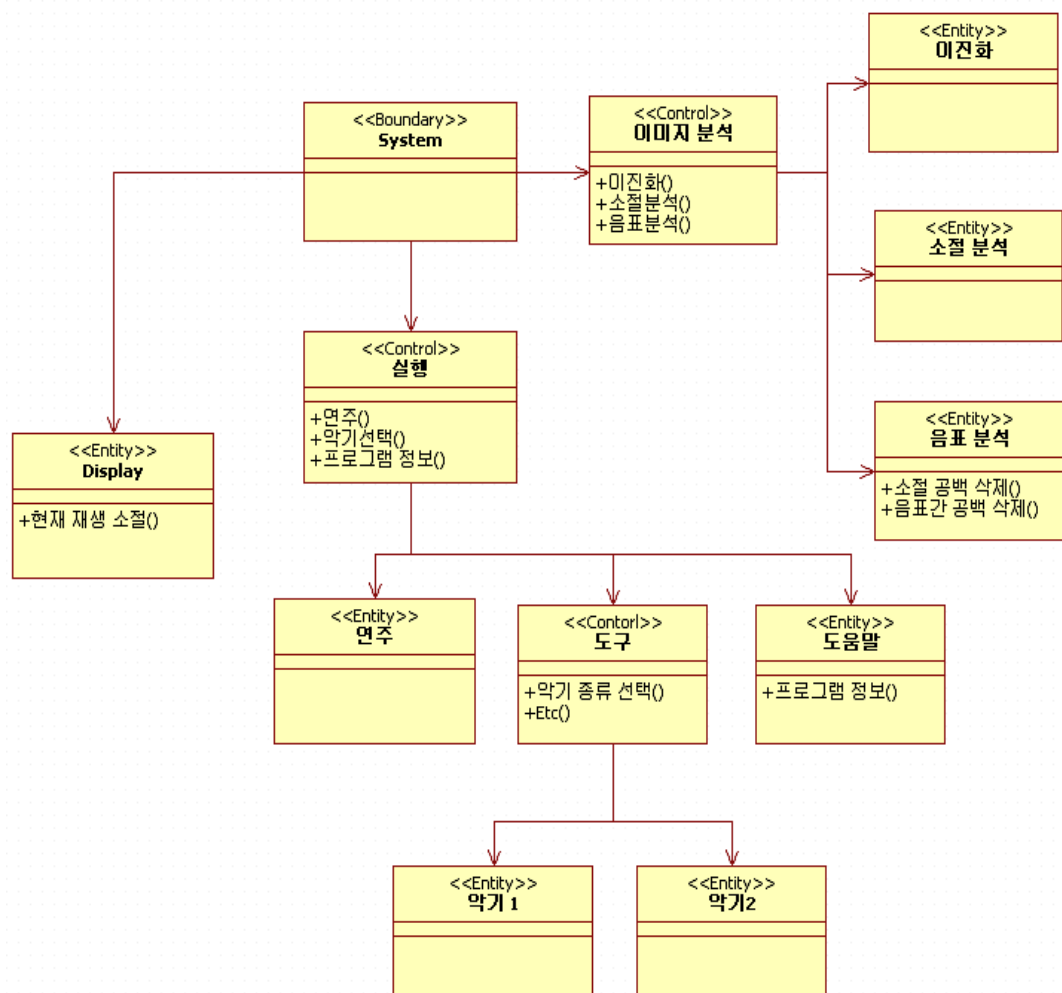 <<Entity>>
이진화
<<Boundary>>
System
<<Control>>
이미지 분석
+이진화()
+소절분석()
+음표분석()
<<Entity>>
소절 분석
<<Control>>
실행
+연주()
+악기선택()
+프로그램 정보()
<<Entity>>
음표 분석
+소절 공백 삭제()
+음표간 공백 삭제()
<<Entity>>
Display
+현재 재생 소절()
<<Entity>>
연주
<<Contorl>>
도구
+악기 종류 선택()
+Etc()
<<Entity>>
도움말
+프로그램 정보()
<<Entity>>
악기 1
<<Entity>>
악기2